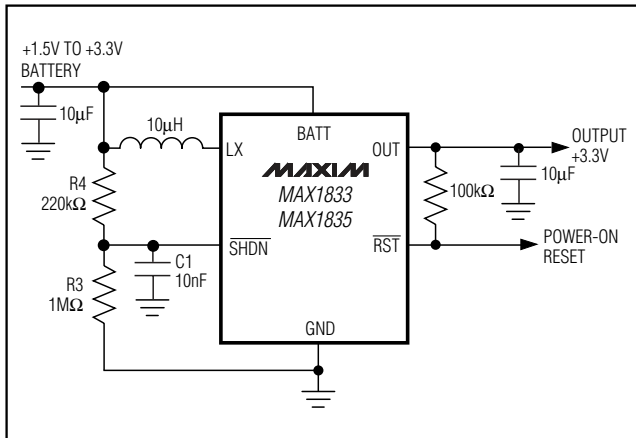 +1.5V TO +3.3V
BATTERY
10μF
10μH
LX
BATT
OUT
OUTPUT
+3.3V
10μF
MAXIM
MAX1833
MAX1835
R4
220kΩ
100kΩ
SHDN
RST
POWER-ON
RESET
C1
10nF
R3
1MΩ
GND